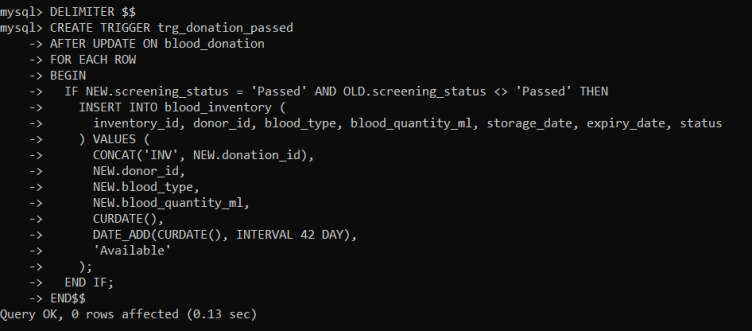 mysql> DELIMITER $$
mysql> CREATE TRIGGER trg_donation_passed
    -> AFTER UPDATE ON blood_donation
    -> FOR EACH ROW
    -> BEGIN
    ->   IF NEW.screening_status = 'Passed' AND OLD.screening_status <> 'Passed' THEN
    ->     INSERT INTO blood_inventory (
    ->       inventory_id, donor_id, blood_type, blood_quantity_ml, storage_date, expiry_date, status
    ->     ) VALUES (
    ->       CONCAT('INV', NEW.donation_id),
    ->       NEW.donor_id,
    ->       NEW.blood_type,
    ->       NEW.blood_quantity_ml,
    ->       CURDATE(),
    ->       DATE_ADD(CURDATE(), INTERVAL 42 DAY),
    ->       'Available'
    ->     );
    ->   END IF;
    -> END$$
Query OK, 0 rows affected (0.13 sec)